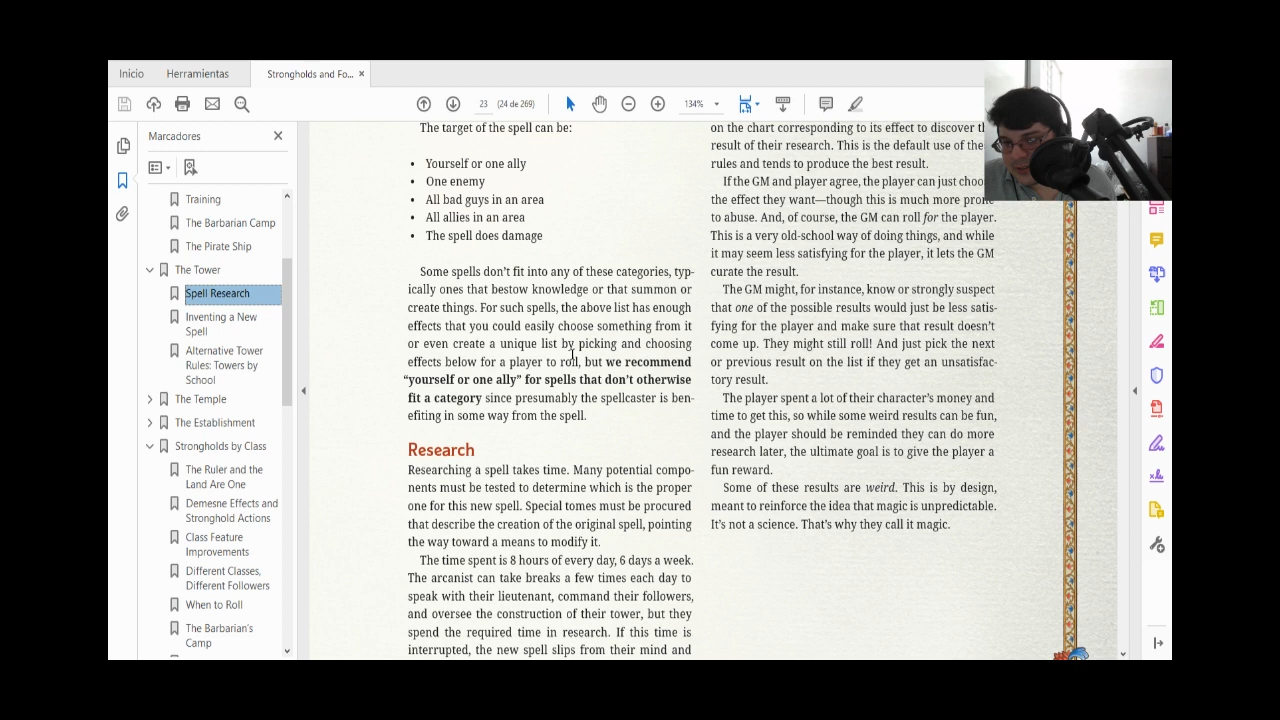 Inicio
Herramientas
Strongholds and Fo...
23
(24 de 269)
134%
Marcadores
Training
The Barbarian Camp
The Pirate Ship
The Tower
Spell Research
Inventing a New
Spell
Alternative Tower
Rules: Towers by
School
The Temple
The Establishment
Strongholds by Class
The Ruler and the
Land Are One
Demesne Effects and
Stronghold Actions
Class Feature
Improvements
Different Classes,
Different Followers
When to Roll
The Barbarian's
Camp
The target of the spell can be:
• Yourself or one ally
• One enemy
• All bad guys in an area
• All allies in an area
• The spell does damage
Some spells don't fit into any of these categories, typ-
ically ones that bestow knowledge or that summon or
create things. For such spells, the above list has enough
effects that you could easily choose something from it
or even create a unique list by picking and choosing
effects below for a player to roll, but we recommend
“yourself or one ally” for spells that don't otherwise
fit a category since presumably the spellcaster is ben-
efiting in some way from the spell.
Research
Researching a spell takes time. Many potential compo-
nents must be tested to determine which is the proper
one for this new spell. Special tomes must be procured
that describe the creation of the original spell, pointing
the way toward a means to modify it.
The time spent is 8 hours of every day, 6 days a week.
The arcanist can take breaks a few times each day to
speak with their lieutenant, command their followers,
and oversee the construction of their tower, but they
spend the required time in research. If this time is
interrupted, the new spell slips from their mind and
on the chart corresponding to its effect to discover
result of their research. This is the default use of
rules and tends to produce the best result.
If the GM and player agree, the player can just
the effect they want—though this is much more prone
to abuse. And, of course, the GM can roll for the player.
This is a very old-school way of doing things, and while
it may seem less satisfying for the player, it lets the GM
curate the result.
The GM might, for instance, know or strongly suspect
that one of the possible results would just be less satis-
fying for the player and make sure that result doesn't
come up. They might still roll! And just pick the next
or previous result on the list if they get an unsatisfac-
tory result.
The player spent a lot of their character's money and
time to get this, so while some weird results can be fun,
and the player should be reminded they can do more
research later, the ultimate goal is to give the player a
fun reward.
Some of these results are weird. This is by design,
meant to reinforce the idea that magic is unpredictable.
It's not a science. That's why they call it magic.